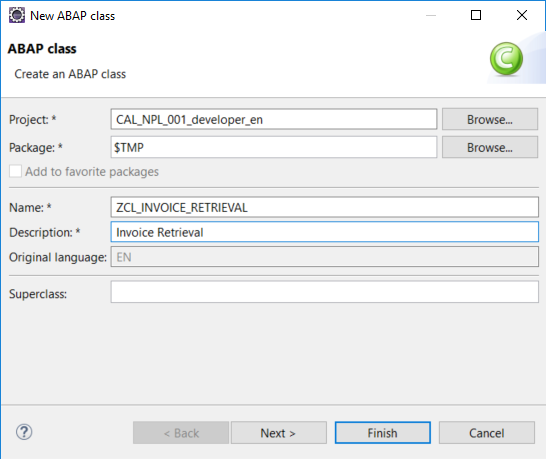 New ABAP class
ABAP class
Create an ABAP class
C
Project: * CAL_NPL_001_developer_en Browse...
Package: * $TMP Browse...
Add to favorite packages
Name: * ZCL_INVOICE_RETRIEVAL
Description: * Invoice Retrieval
Original language: EN
Superclass:
? < Back Next > Finish Cancel